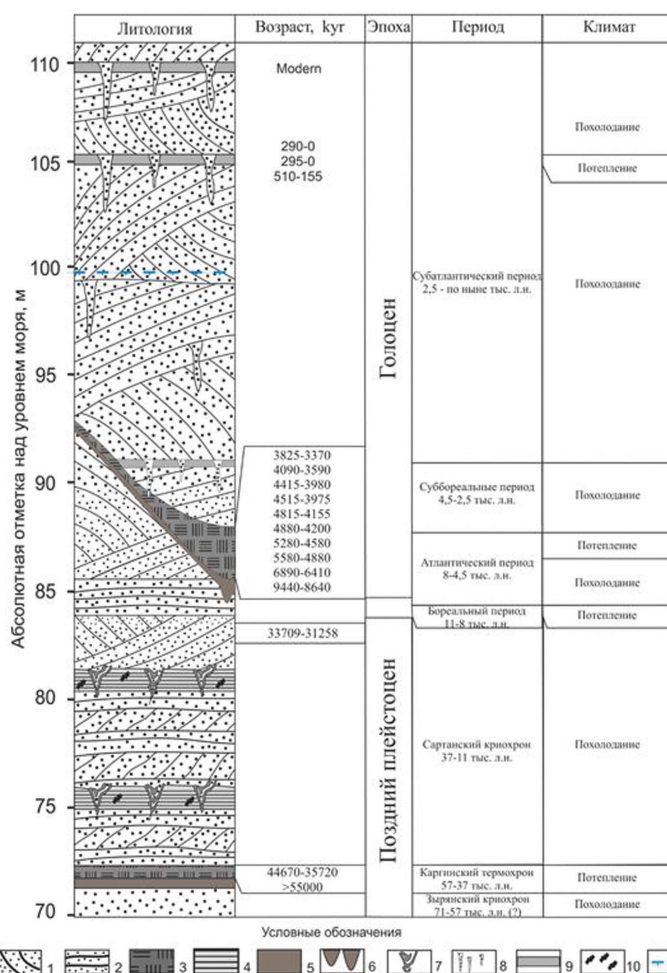 Литология Возраст, kyr Эпоха Период Климат
Абсолютная отметка над уровнем моря, м
110
105
100
95
90
85
80
75
70
Modern
290-0
295-0
510-155
3825-3370
4090-3590
4415-3980
4515-3975
4815-4155
4880-4200
5280-4580
5580-4880
6890-6410
9440-8640
33709-31258
44670-35720
>55000
Голоцен
Поздний плейстоцен
Субатлантический период
2,5 - по ныне тыс. л.н.
Суббореальные период
4,5-2,5 тыс. л.н.
Атлантический период
8-4,5 тыс. л.н.
Бореальный период
11-8 тыс. л.н.
Сартанский криохрон
37-11 тыс. л.н.
Каргинский термохрон
57-37 тыс. л.н.
Зырянский криохрон
71-57 тыс. л.н. (?)
Похолодание
Потепление
Похолодание
Похолодание
Потепление
Похолодание
Потепление
Похолодание
Потепление
Похолодание
Условные обозначения
1 2 3 4 5 6 7 8 9 10